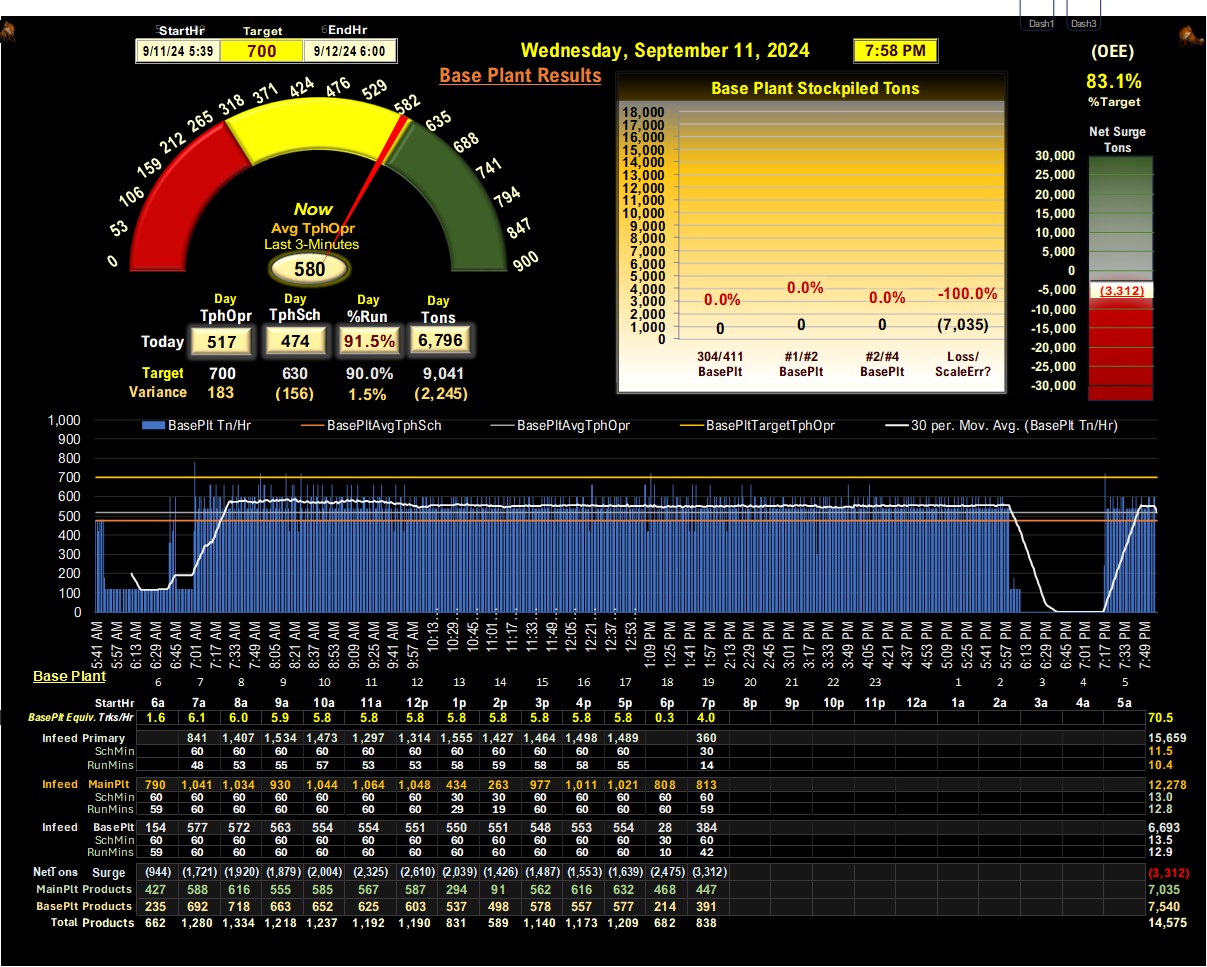 Dash1 Dash3
StartHr Target EndHr
9/11/24 5:39 700 9/12/24 6:00
Wednesday, September 11, 2024 7:58 PM (OEE)
Base Plant Results
83.1%
%Target
Base Plant Stockpiled Tons
0 53 106 159 212 265 318 371 424 476 529 582 635 688 741 794 847 900
Now
Avg TphOpr
Last 3-Minutes
580
Day TphOpr Day TphSch Day %Run Day Tons
Today 517 474 91.5% 6,796
Target 700 630 90.0% 9,041
Variance 183 (156) 1.5% (2,245)
18,000
17,000
16,000
15,000
14,000
13,000
12,000
11,000
10,000
9,000
8,000
7,000
6,000
5,000
4,000
3,000
2,000
1,000
0
0.0% 0.0% 0.0% -100.0%
0 0 0 (7,035)
304/411 #1/#2 #2/#4 Loss/
BasePlt BasePlt BasePlt ScaleErr?
Net Surge
Tons
30,000
25,000
20,000
15,000
10,000
5,000
0
-5,000
-10,000
-15,000
-20,000
-25,000
-30,000
(3,312)
BasePlt Tn/Hr BasePltAvgTphSch BasePltAvgTphOpr BasePltTargetTphOpr 30 per. Mov. Avg. (BasePlt Tn/Hr)
1,000
900
800
700
600
500
400
300
200
100
0
5:41 AM 5:57 AM 6:13 AM 6:29 AM 6:45 AM 7:01 AM 7:17 AM 7:33 AM 7:49 AM 8:05 AM 8:21 AM 8:37 AM 8:53 AM 9:09 AM 9:25 AM 9:41 AM 9:57 AM 10:13... 10:29... 10:45... 11:01... 11:17... 11:33... 11:49... 12:05... 12:21... 12:37... 12:53... 1:09 PM 1:25 PM 1:41 PM 1:57 PM 2:13 PM 2:29 PM 2:45 PM 3:01 PM 3:17 PM 3:33 PM 3:49 PM 4:05 PM 4:21 PM 4:37 PM 4:53 PM 5:09 PM 5:25 PM 5:41 PM 5:57 PM 6:13 PM 6:29 PM 6:45 PM 7:01 PM 7:17 PM 7:33 PM 7:49 PM
Base Plant
6 7 8 9 10 11 12 13 14 15 16 17 18 19 20 21 22 23 1 2 3 4 5
StartHr 6a 7a 8a 9a 10a 11a 12p 1p 2p 3p 4p 5p 6p 7p 8p 9p 10p 11p 12a 1a 2a 3a 4a 5a
BasePlt Equiv. Trks/Hr 1.6 6.1 6.0 5.9 5.8 5.8 5.8 5.8 5.8 5.8 5.8 5.8 0.3 4.0 70.5
Infeed Primary 841 1,407 1,534 1,473 1,297 1,314 1,555 1,427 1,464 1,498 1,489 360 15,659
SchMin 60 60 60 60 60 60 60 60 60 60 60 30 11.5
RunMins 48 53 55 57 53 53 58 59 58 58 55 14 10.4
Infeed MainPlt 790 1,041 1,034 930 1,044 1,064 1,048 434 263 977 1,011 1,021 808 813 12,278
SchMin 60 60 60 60 60 60 60 30 30 60 60 60 60 60 13.0
RunMins 59 60 60 60 60 60 60 29 19 60 60 60 60 59 12.8
Infeed BasePlt 154 577 572 563 554 554 551 550 551 548 553 554 28 384 6,693
SchMin 60 60 60 60 60 60 60 60 60 60 60 60 30 60 13.5
RunMins 59 60 60 60 60 60 60 60 60 60 60 60 10 42 12.9
NetTons Surge (944) (1,721) (1,920) (1,879) (2,004) (2,325) (2,610) (2,039) (1,426) (1,487) (1,553) (1,639) (2,475) (3,312) (3,312)
MainPlt Products 427 588 616 555 585 567 587 294 91 562 616 632 468 447 7,035
BasePlt Products 235 692 718 663 652 625 603 537 498 578 557 577 214 391 7,540
Total Products 662 1,280 1,334 1,218 1,237 1,192 1,190 831 589 1,140 1,173 1,209 682 838 14,575